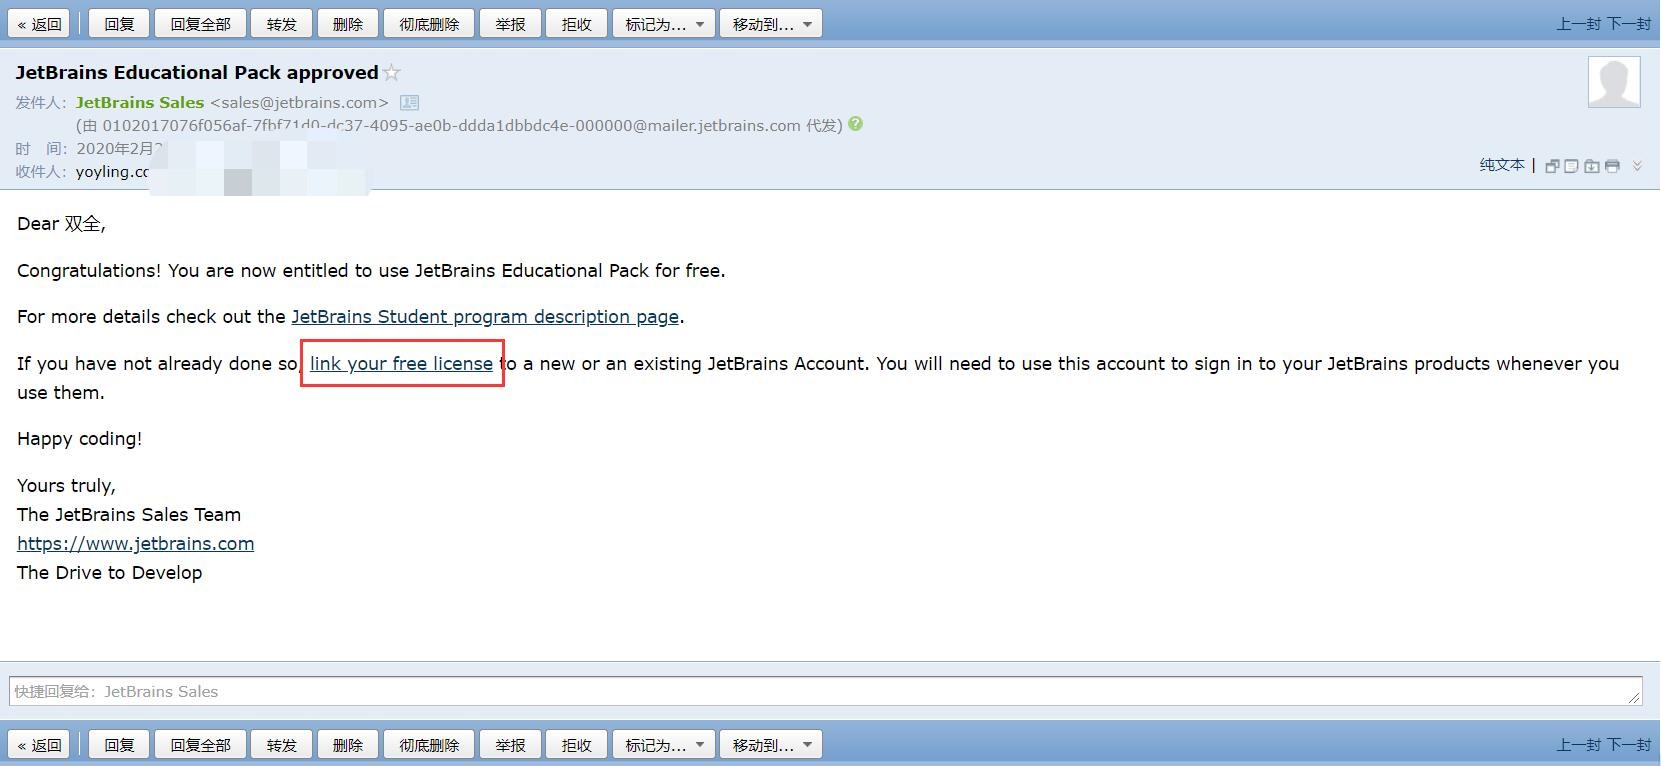 « 返回 回复 回复全部 转发 删除 彻底删除 举报 拒收 标记为... 移动到... 上一封 下一封
JetBrains Educational Pack approved
发件人: JetBrains Sales <sales@jetbrains.com>
(由 0102017076f056af-7fbf71d0-dc37-4095-ae0b-ddda1dbbdc4e-000000@mailer.jetbrains.com 代发)
时 间: 2020年2月
收件人: yoyling.co
纯文本 |
Dear 双全,
Congratulations! You are now entitled to use JetBrains Educational Pack for free.
For more details check out the JetBrains Student program description page.
If you have not already done so, link your free license to a new or an existing JetBrains Account. You will need to use this account to sign in to your JetBrains products whenever you
use them.
Happy coding!
Yours truly,
The JetBrains Sales Team
https://www.jetbrains.com
The Drive to Develop
快捷回复给: JetBrains Sales
« 返回 回复 回复全部 转发 删除 彻底删除 举报 拒收 标记为... 移动到... 上一封 下一封